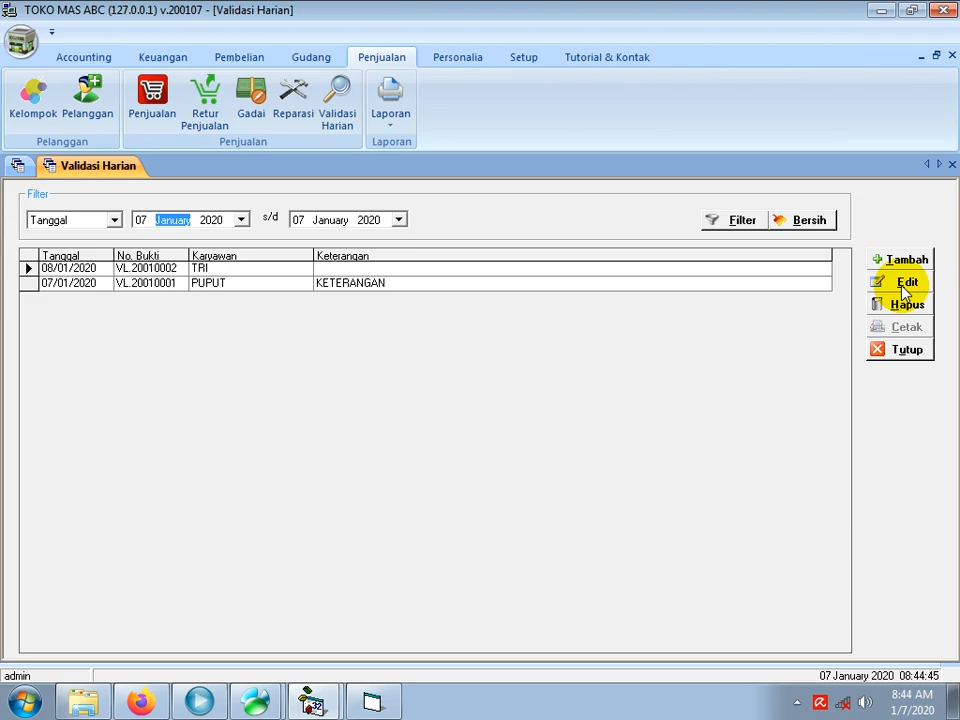 TOKO MAS ABC (127.0.0.1) v.200107 - [Validasi Harian]
Accounting Keuangan Pembelian Gudang Penjualan Personalia Setup Tutorial & Kontak
Kelompok Pelanggan Penjualan Retur Penjualan Gadai Reparasi Validasi Harian Laporan
Pelanggan Penjualan Laporan
Validasi Harian
Filter
Tanggal 07 January 2020 s/d 07 January 2020 Filter Bersih
Tanggal No. Bukti Karyawan Keterangan
08/01/2020 VL.20010002 TRI
07/01/2020 VL.20010001 PUPUT KETERANGAN
Tambah
Edit
Hapus
Cetak
Tutup
admin 07 January 2020 08:44:45
32
8:44 AM
1/7/2020